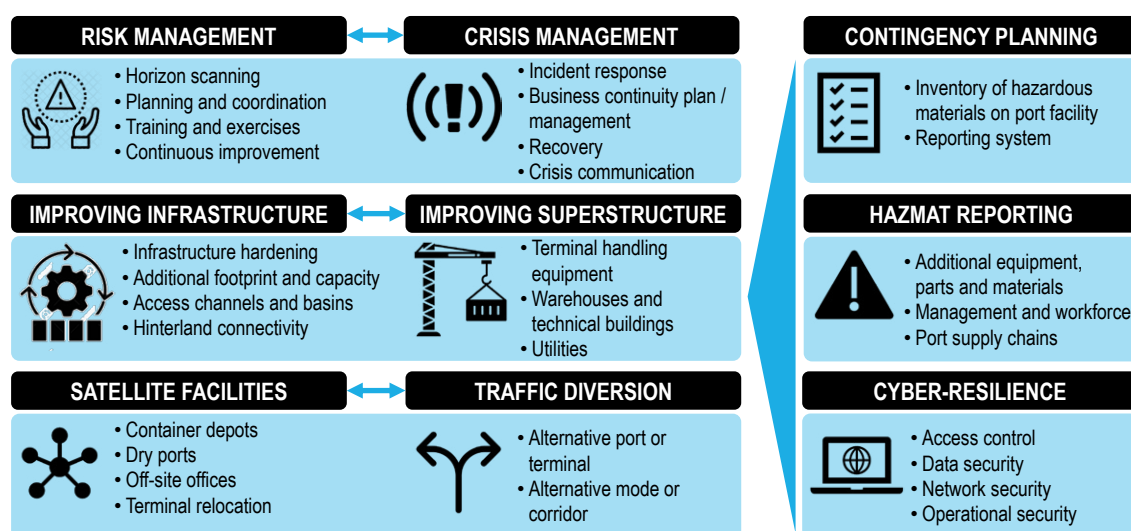 RISK MANAGEMENT
• Horizon scanning
• Planning and coordination
• Training and exercises
• Continuous improvement
CRISIS MANAGEMENT
• Incident response
• Business continuity plan /
management
• Recovery
• Crisis communication
CONTINGENCY PLANNING
• Inventory of hazardous
materials on port facility
• Reporting system
IMPROVING INFRASTRUCTURE
• Infrastructure hardening
• Additional footprint and capacity
• Access channels and basins
• Hinterland connectivity
IMPROVING SUPERSTRUCTURE
• Terminal handling
equipment
• Warehouses and
technical buildings
• Utilities
HAZMAT REPORTING
• Additional equipment,
parts and materials
• Management and workforce
• Port supply chains
SATELLITE FACILITIES
• Container depots
• Dry ports
• Off-site offices
• Terminal relocation
TRAFFIC DIVERSION
• Alternative port or
terminal
• Alternative mode or
corridor
CYBER-RESILIENCE
• Access control
• Data security
• Network security
• Operational security